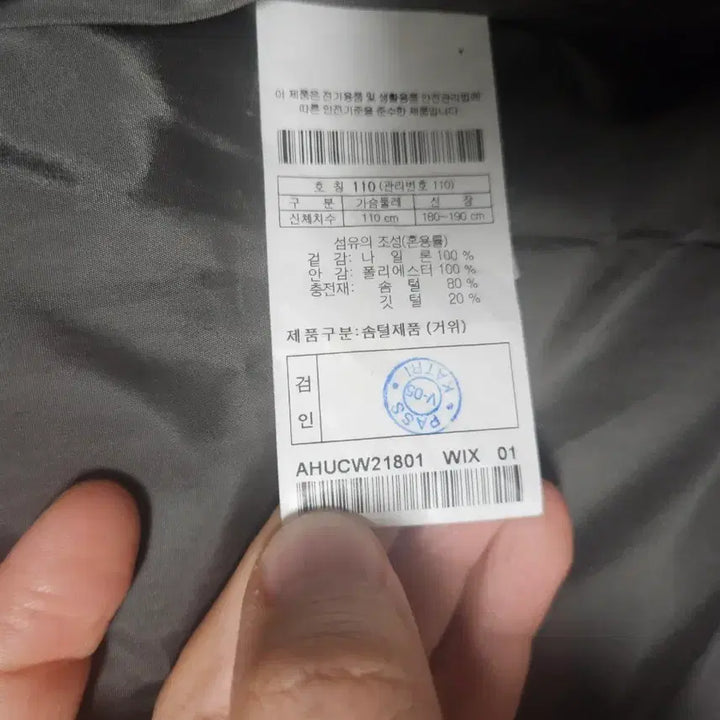 이 제품은 전기용품 및 생활용품 안전관리법에
따른 안전기준을 준수한 제품입니다
호 칭 110 (관리번호 110)
구 분 가슴둘레 신 장
신체치수 110 cm 180~190 cm
섬유의 조성(혼용률)
겉 감: 나 일 론 100 %
안 감: 폴리에스터 100 %
충전재: 솜 털 80 %
깃 털 20 %
제품구분: 솜털제품 (거위)
검
인
KATRI
V-05
PASS
AHUCW21801 WIX 01